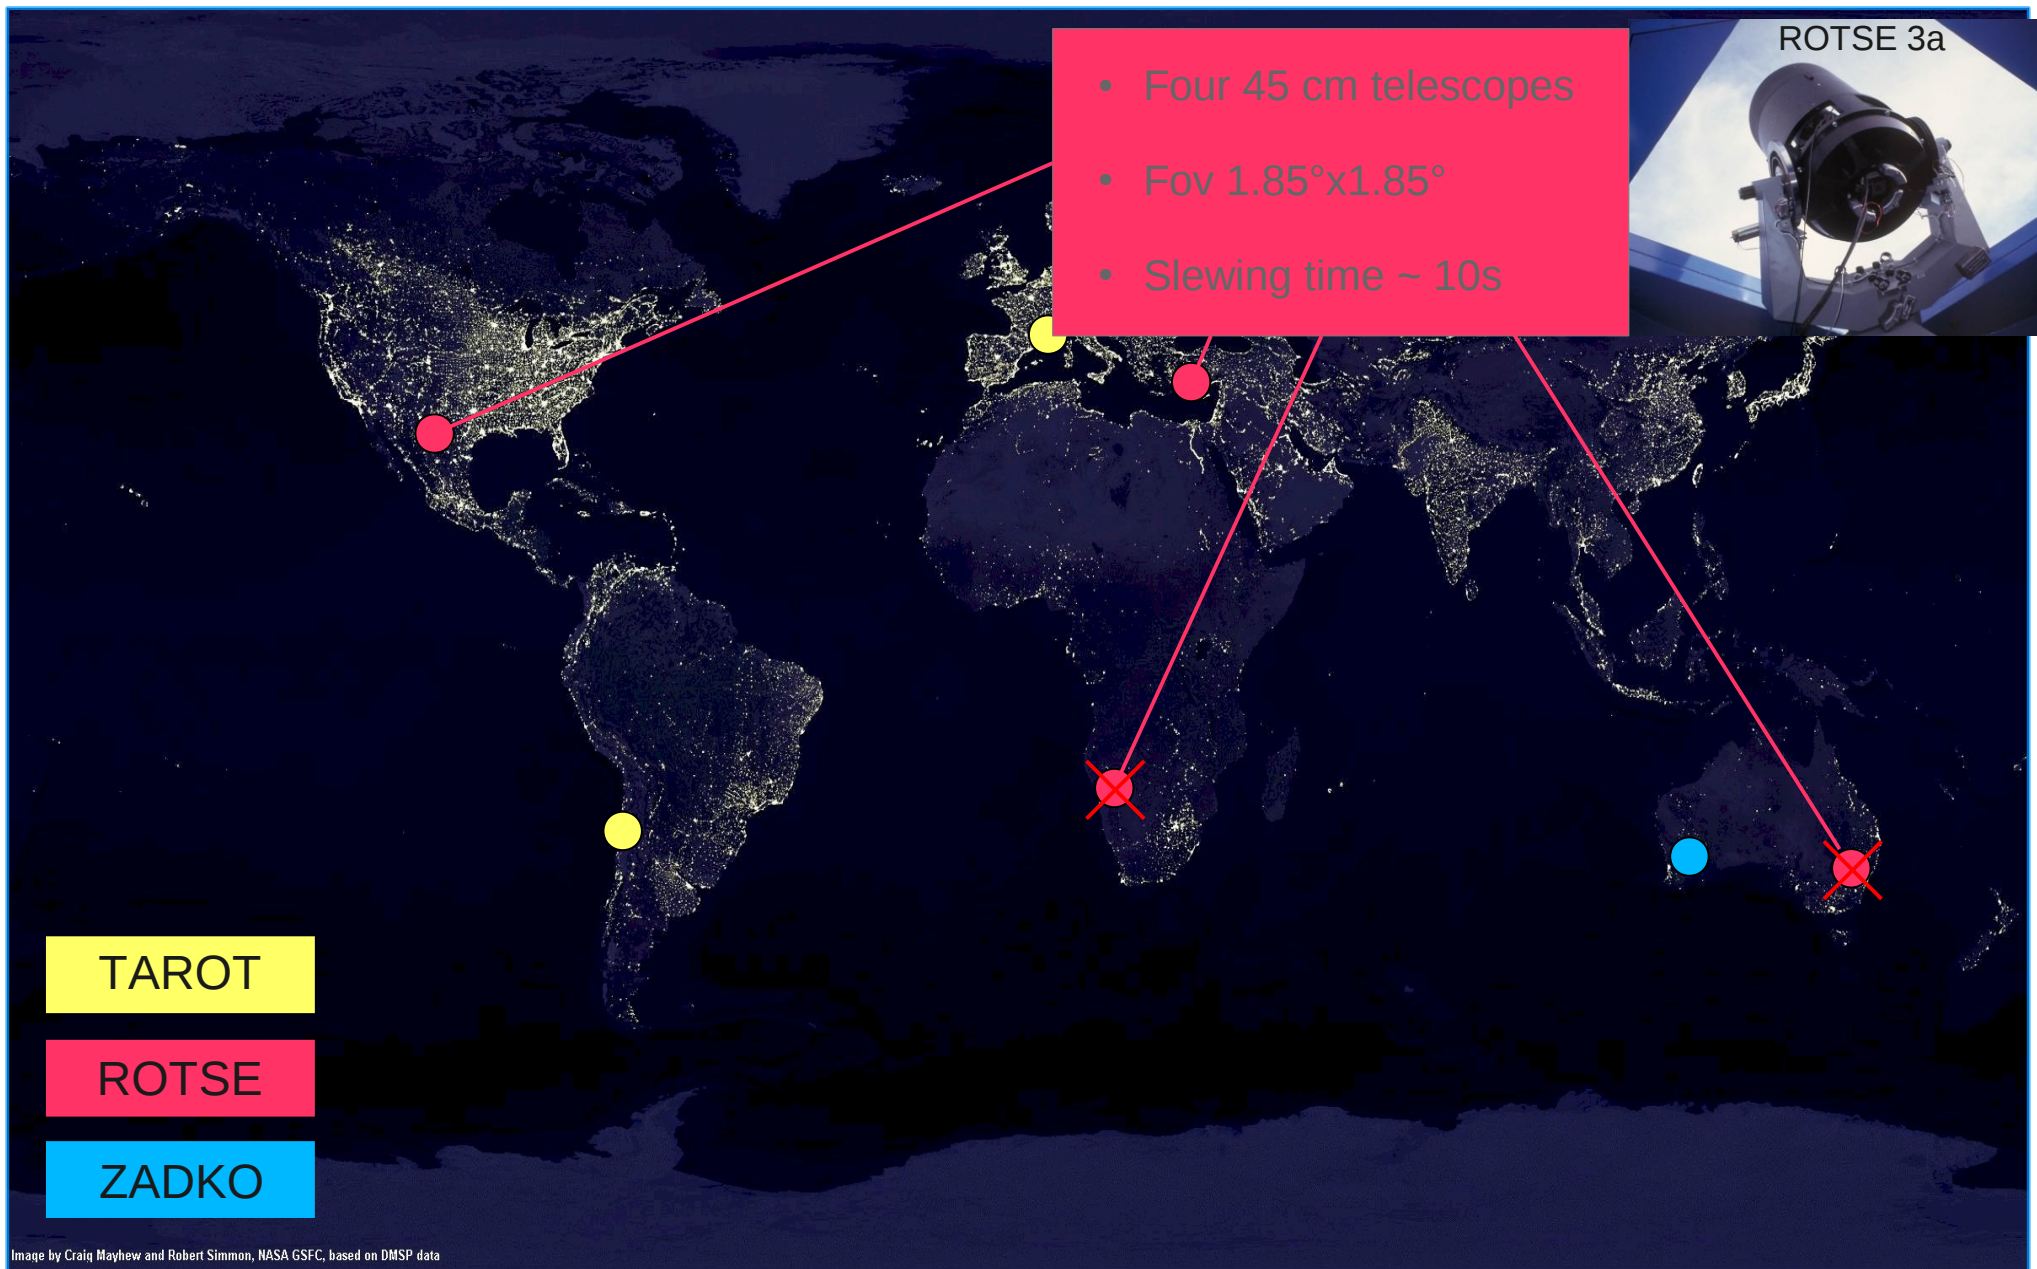 ROTSE 3a
• Four 45 cm telescopes
• Fov 1.85°x1.85°
• Slewing time ~ 10s
TAROT
ROTSE
ZADKO
Image by Craig Mayhew and Robert Simmon, NASA GSFC, based on DMSP data